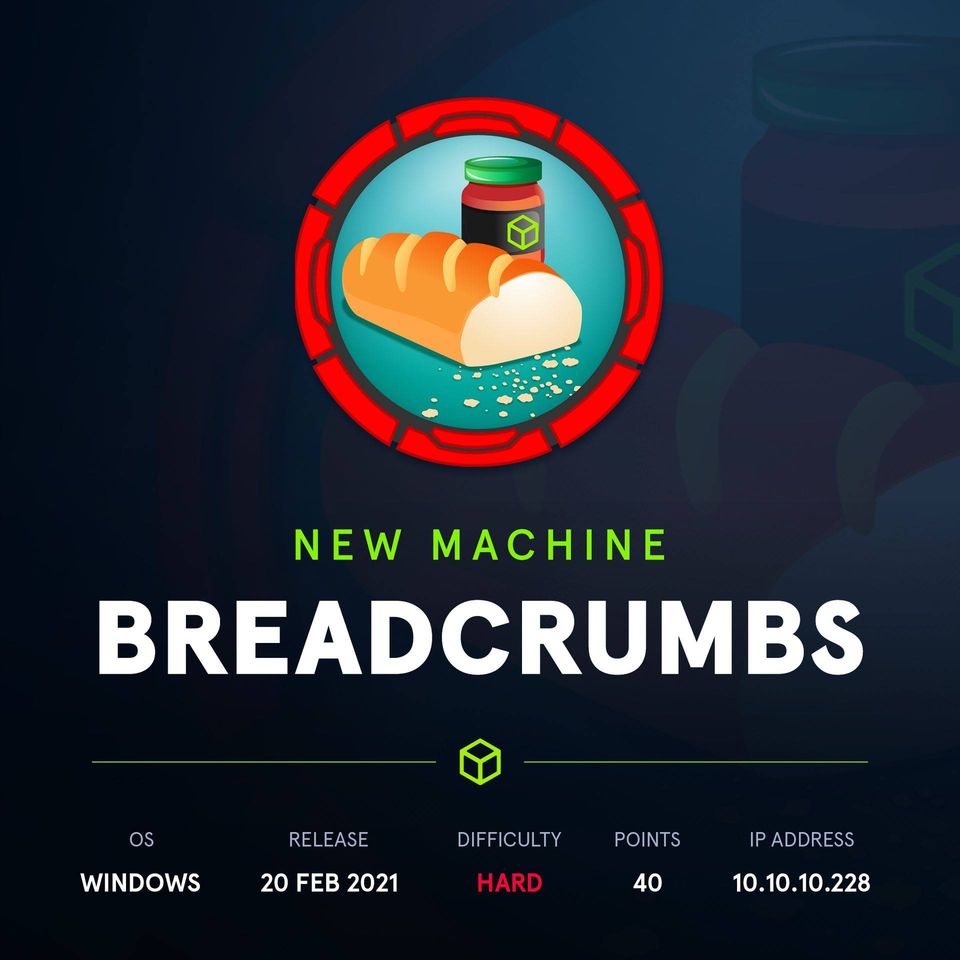 NEW MACHINE
BREADCRUMBS
OS RELEASE DIFFICULTY POINTS IP ADDRESS
WINDOWS 20 FEB 2021 HARD 40 10.10.10.228